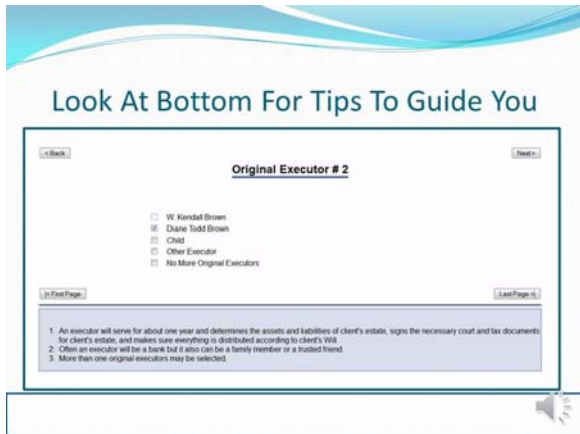 Look At Bottom For Tips To Guide You
< Back
Next >
Original Executor # 2
W. Kendall Brown
Diane Todd Brown
Child
Other Executor
No More Original Executors
|< First Page
Last Page >|
1. An executor will serve for about one year and determines the assets and liabilities of client's estate, signs the necessary court and tax documents
for client's estate, and makes sure everything is distributed according to client's Will.
2. Often an executor will be a bank but it also can be a family member or a trusted friend.
3. More than one original executors may be selected.